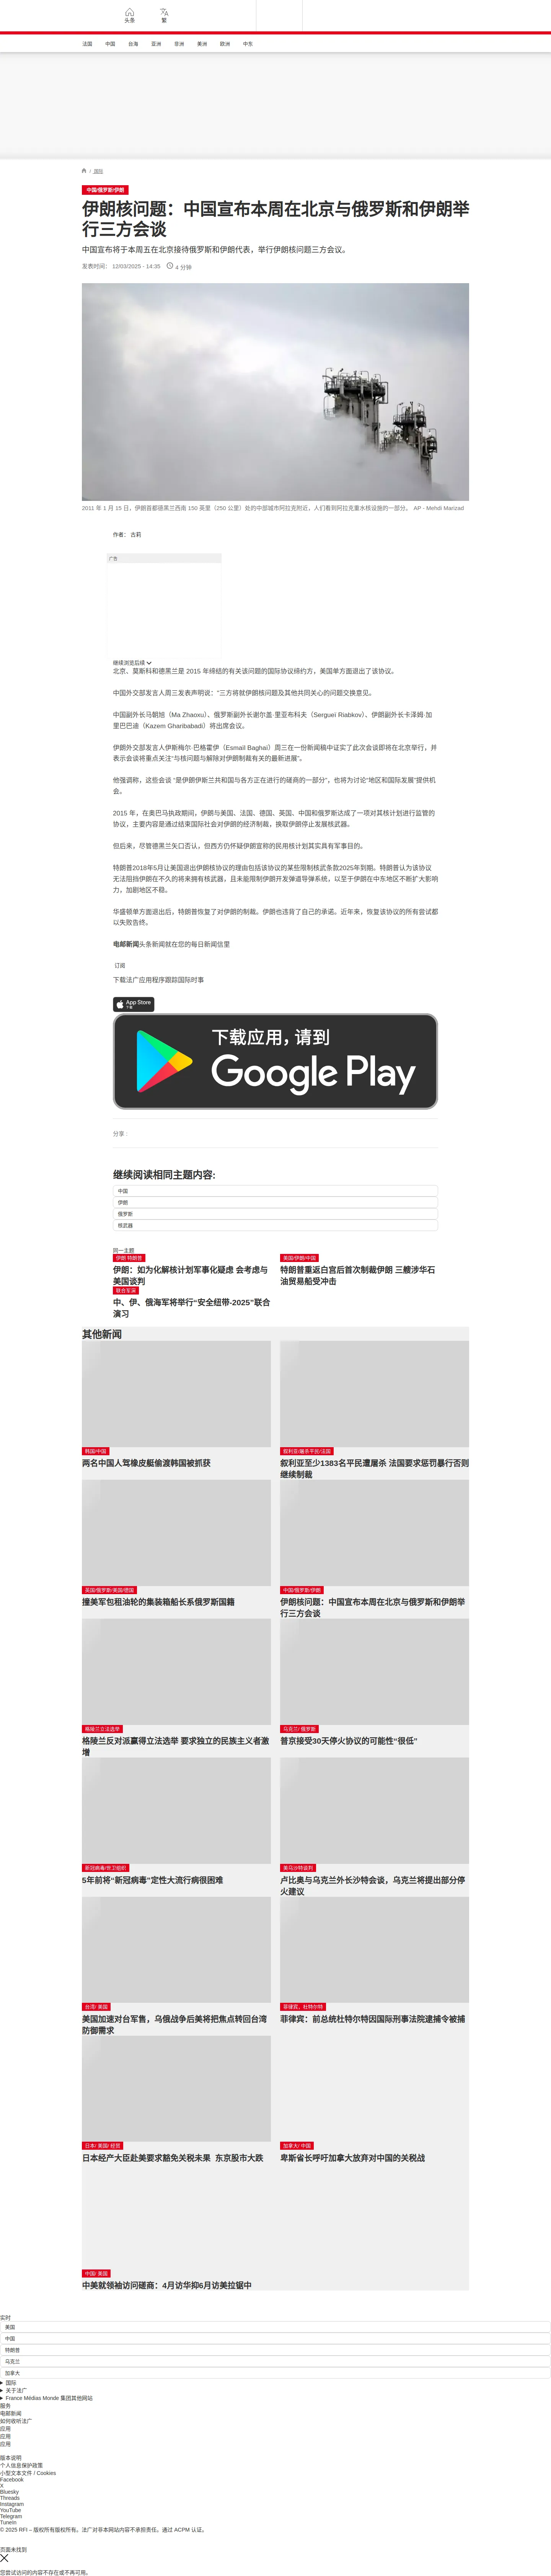 头条
繁
法国 中国 台海 亚洲 非洲 美洲 欧洲 中东
/ 国际
中国/俄罗斯/伊朗
伊朗核问题：中国宣布本周在北京与俄罗斯和伊朗举
行三方会谈
中国宣布将于本周五在北京接待俄罗斯和伊朗代表，举行伊朗核问题三方会议。
发表时间： 12/03/2025 - 14:35 4 分钟
2011 年 1 月 15 日，伊朗首都德黑兰西南 150 英里（250 公里）处的中部城市阿拉克附近，人们看到阿拉克重水核设施的一部分。 AP - Mehdi Marizad
作者： 古莉
广告
继续浏览后续
北京、莫斯科和德黑兰是 2015 年缔结的有关该问题的国际协议缔约方，美国单方面退出了该协议。
中国外交部发言人周三发表声明说：“三方将就伊朗核问题及其他共同关心的问题交换意见。
中国副外长马朝旭（Ma Zhaoxu）、俄罗斯副外长谢尔盖·里亚布科夫（Sergueï Riabkov）、伊朗副外长卡泽姆·加
里巴巴迪（Kazem Gharibabadi）将出席会议。
伊朗外交部发言人伊斯梅尔·巴格霍伊（Esmaïl Baghaï）周三在一份新闻稿中证实了此次会谈即将在北京举行，并
表示会谈将重点关注“与核问题与解除对伊朗制裁有关的最新进展”。
他强调称，这些会谈 “是伊朗伊斯兰共和国与各方正在进行的磋商的一部分”，也将为讨论“地区和国际发展”提供机
会。
2015 年，在奥巴马执政期间，伊朗与美国、法国、德国、英国、中国和俄罗斯达成了一项对其核计划进行监管的
协议，主要内容是通过结束国际社会对伊朗的经济制裁，换取伊朗停止发展核武器。
但后来，尽管德黑兰矢口否认，但西方仍怀疑伊朗宣称的民用核计划其实具有军事目的。
特朗普2018年5月让美国退出伊朗核协议的理由包括该协议的某些限制核武条款2025年到期。特朗普认为该协议
无法阻挡伊朗在不久的将来拥有核武器，且未能限制伊朗开发弹道导弹系统，以至于伊朗在中东地区不断扩大影响
力，加剧地区不稳。
华盛顿单方面退出后，特朗普恢复了对伊朗的制裁。伊朗也违背了自己的承诺。近年来，恢复该协议的所有尝试都
以失败告终。
电邮新闻头条新闻就在您的每日新闻信里
订阅
下载法广应用程序跟踪国际时事
App Store
下载
下载应用，请到
Google Play
分享 :
继续阅读相同主题内容:
中国
伊朗
俄罗斯
核武器
同一主题
伊朗 特朗普
伊朗：如为化解核计划军事化疑虑 会考虑与
美国谈判
美国/伊朗/中国
特朗普重返白宫后首次制裁伊朗 三艘涉华石
油贸易船受冲击
联合军演
中、伊、俄海军将举行“安全纽带-2025”联合
演习
其他新闻
韩国/中国
两名中国人驾橡皮艇偷渡韩国被抓获
叙利亚/屠杀平民/法国
叙利亚至少1383名平民遭屠杀 法国要求惩罚暴行否则
继续制裁
英国/俄罗斯/美国/德国
撞美军包租油轮的集装箱船长系俄罗斯国籍
中国/俄罗斯/伊朗
伊朗核问题：中国宣布本周在北京与俄罗斯和伊朗举
行三方会谈
格陵兰立法选举
格陵兰反对派赢得立法选举 要求独立的民族主义者激
增
乌克兰/ 俄罗斯
普京接受30天停火协议的可能性“很低”
新冠病毒/世卫组织
5年前将“新冠病毒”定性大流行病很困难
美乌沙特谈判
卢比奥与乌克兰外长沙特会谈，乌克兰将提出部分停
火建议
台湾/ 美国
美国加速对台军售，乌俄战争后美将把焦点转回台湾
防御需求
菲律宾，杜特尔特
菲律宾：前总统杜特尔特因国际刑事法院逮捕令被捕
日本/ 美国/ 经贸
日本经产大臣赴美要求豁免关税未果 东京股市大跌
加拿大/ 中国
卑斯省长呼吁加拿大放弃对中国的关税战
中国/ 美国
中美就领袖访问磋商：4月访华抑6月访美拉锯中
实时
美国
中国
特朗普
乌克兰
加拿大
国际
关于法广
France Médias Monde 集团其他网站
服务
电邮新闻
如何收听法广
应用
应用
应用
版本说明
个人信息保护政策
小型文本文件 / Cookies
Facebook
X
Bluesky
Threads
Instagram
YouTube
Telegram
TuneIn
© 2025 RFI – 版权所有版权所有。法广对非本网站内容不承担责任。通过 ACPM 认证。
页面未找到
您尝试访问的内容不存在或不再可用。